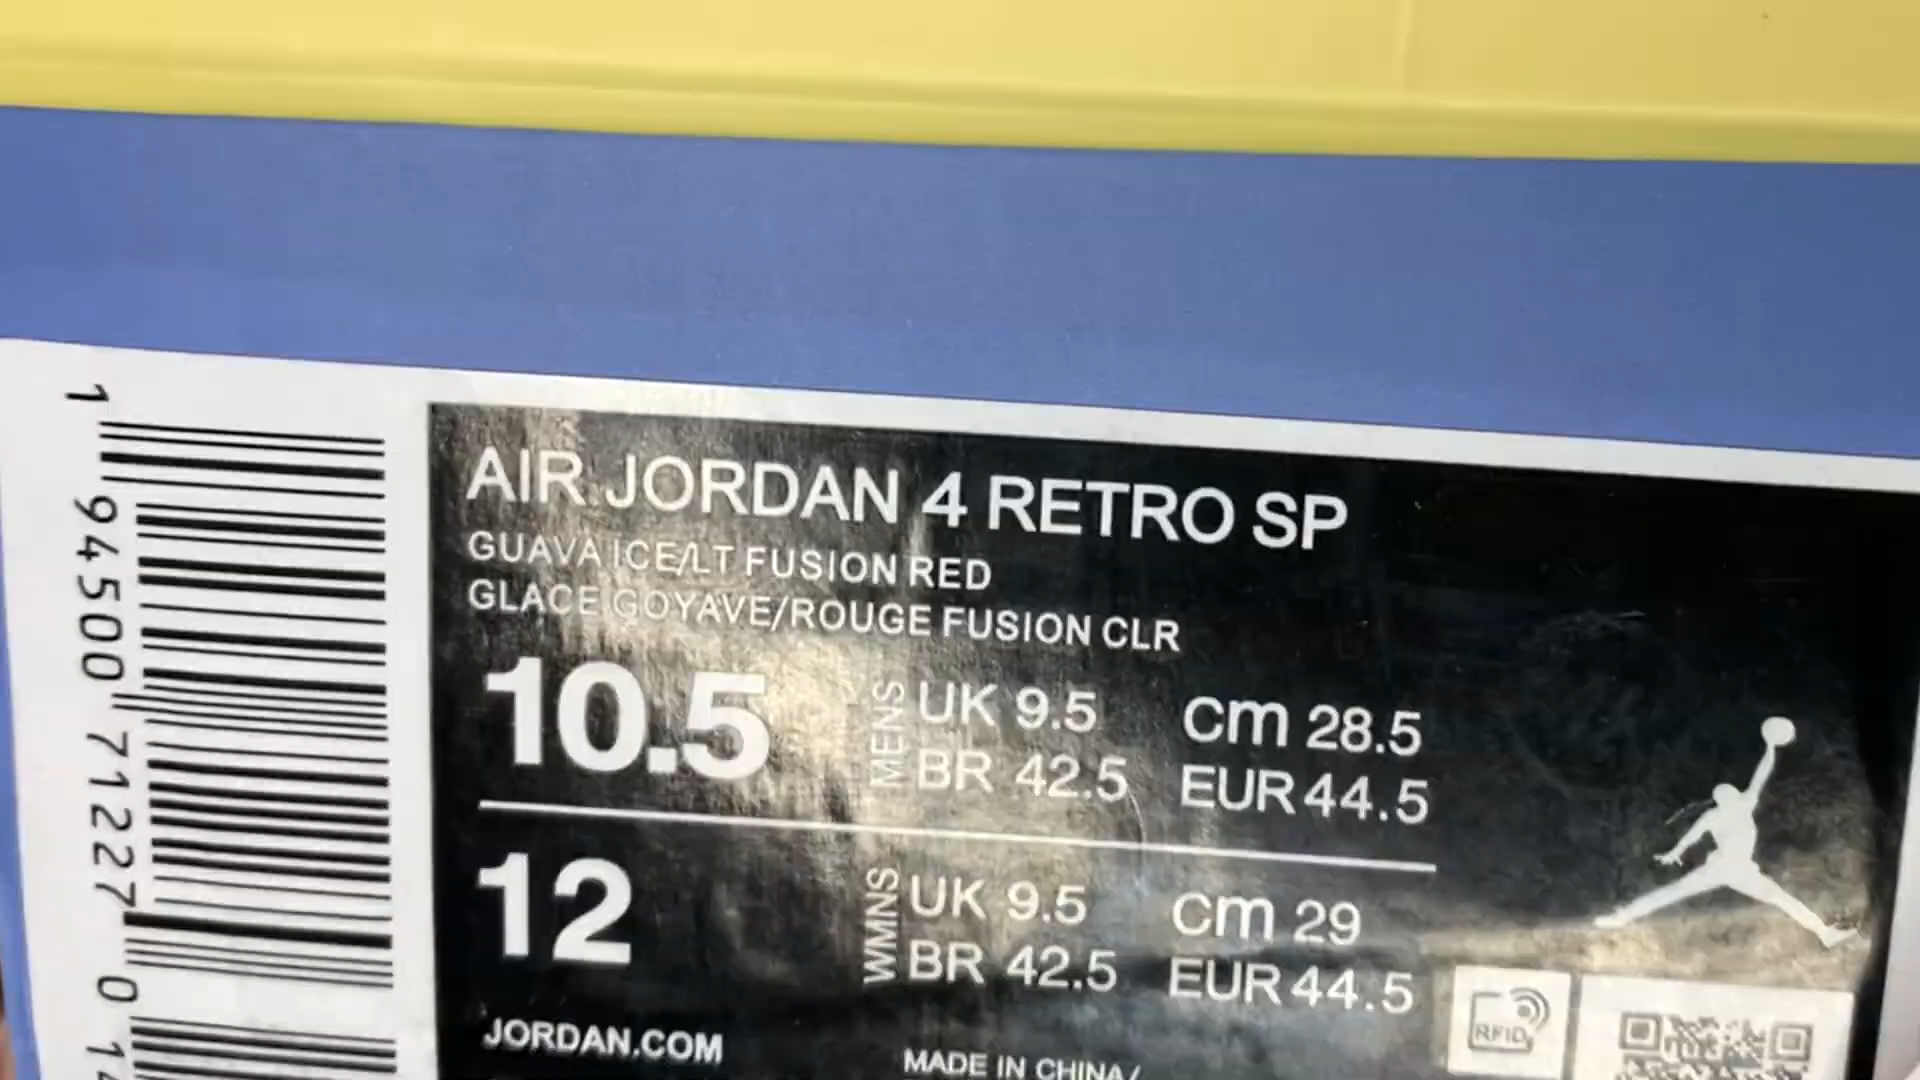 AIR JORDAN 4 RETRO SP
GUAVA ICE/LT FUSION RED
GLACE GOYAVE/ROUGE FUSION CLR
10.5 MENS UK 9.5 cm 28.5
BR 42.5 EUR 44.5
12 WMNS UK 9.5 cm 29
BR 42.5 EUR 44.5
JORDAN.COM
MADE IN CHINA/
RFID
1 94500 71227 0